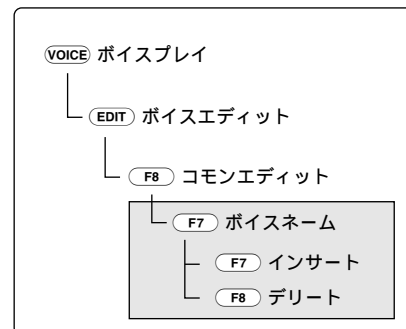 VOICE ボイスプレイ
EDIT ボイスエディット
F8 コモンエディット
F7 ボイスネーム
F7 インサート
F8 デリート